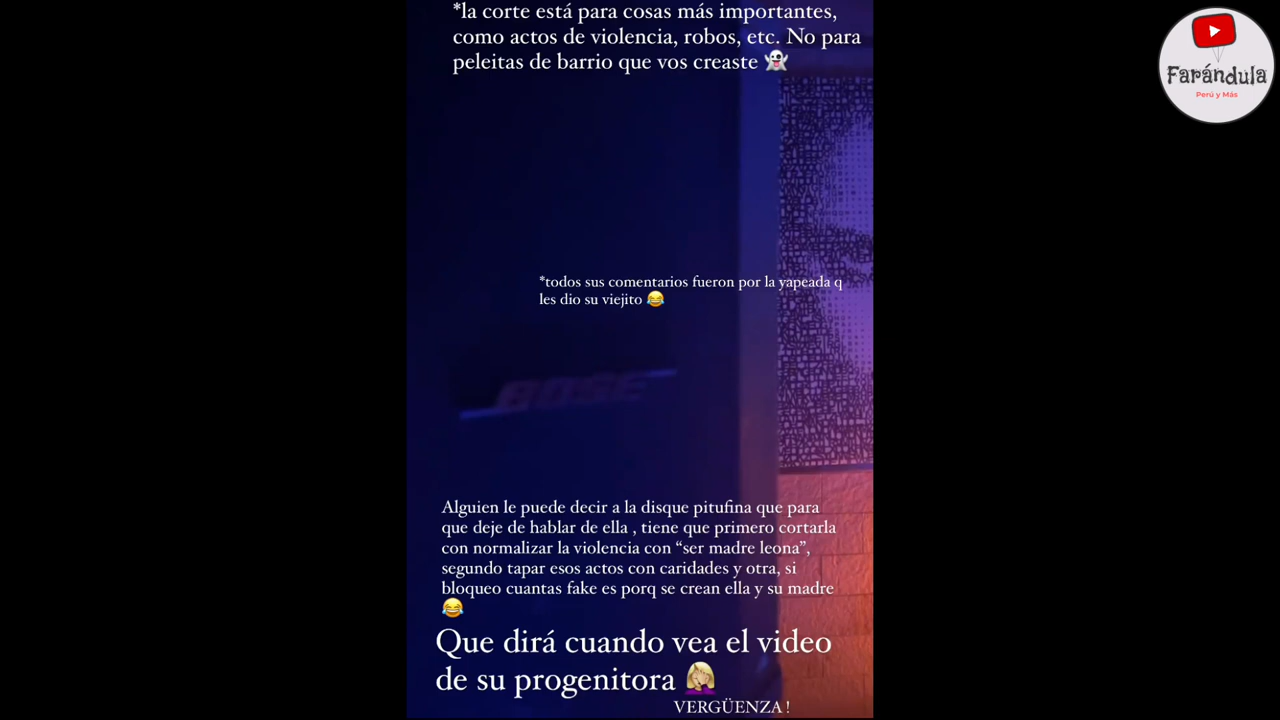 *la corte está para cosas más importantes,
como actos de violencia, robos, etc. No para
peleitas de barrio que vos creaste 👻
Farándula
Perú y Más
*todos sus comentarios fueron por la yapeada q
les dio su viejito 😂
BOSE
Alguien le puede decir a la disque pitufina que para
que deje de hablar de ella , tiene que primero cortarla
con normalizar la violencia con “ser madre leona”,
segundo tapar esos actos con caridades y otra, si
bloqueo cuantas fake es porq se crean ella y su madre
😂
Que dirá cuando vea el video
de su progenitora 🤦🏼‍♀️
VERGÜENZA !